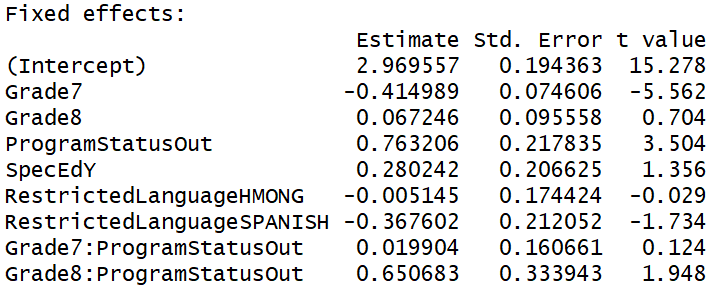 Fixed effects:
Estimate Std. Error t value
(Intercept) 2.969557 0.194363 15.278
Grade7 -0.414989 0.074606 -5.562
Grade8 0.067246 0.095558 0.704
ProgramStatusOut 0.763206 0.217835 3.504
SpecEdY 0.280242 0.206625 1.356
RestrictedLanguageHMONG -0.005145 0.174424 -0.029
RestrictedLanguageSPANISH -0.367602 0.212052 -1.734
Grade7:ProgramStatusOut 0.019904 0.160661 0.124
Grade8:ProgramStatusOut 0.650683 0.333943 1.948